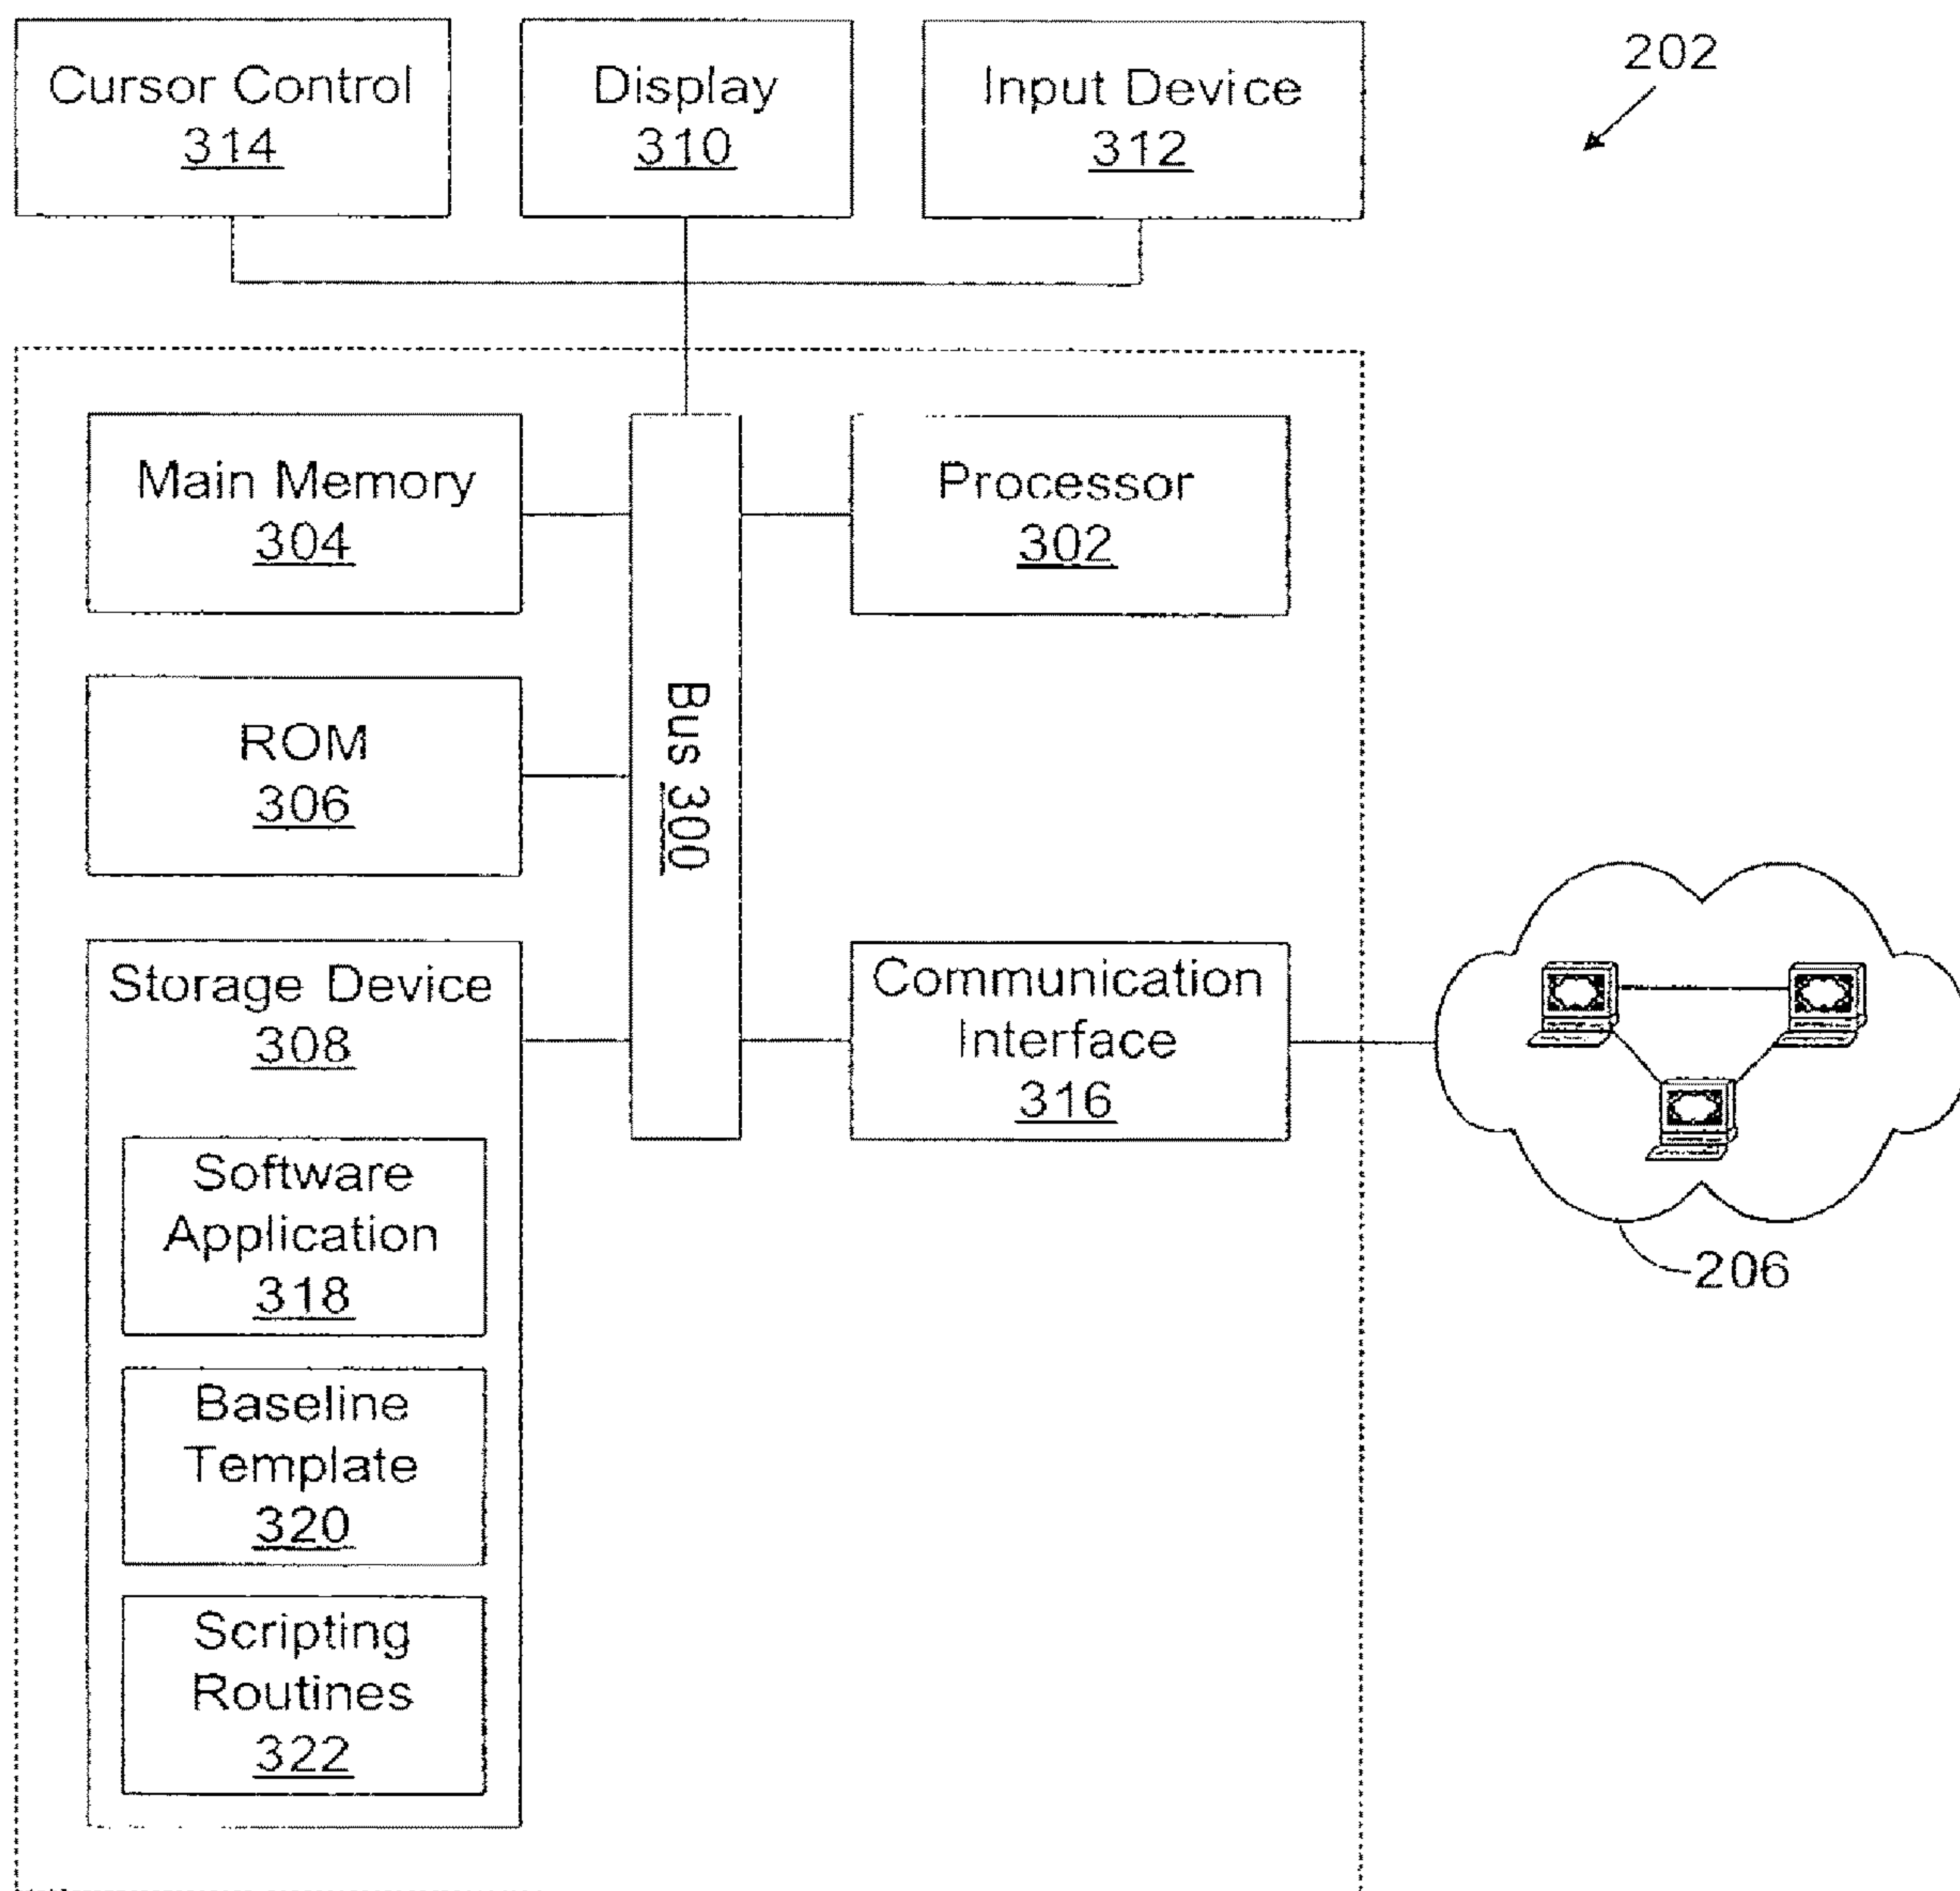 Cursor Control
314
Display
310
Input Device
312
202
Main Memory
304
Processor
302
ROM
306
Bus 300
Storage Device
308
Communication
Interface
316
Software
Application
318
206
Baseline
Template
320
Scripting
Routines
322